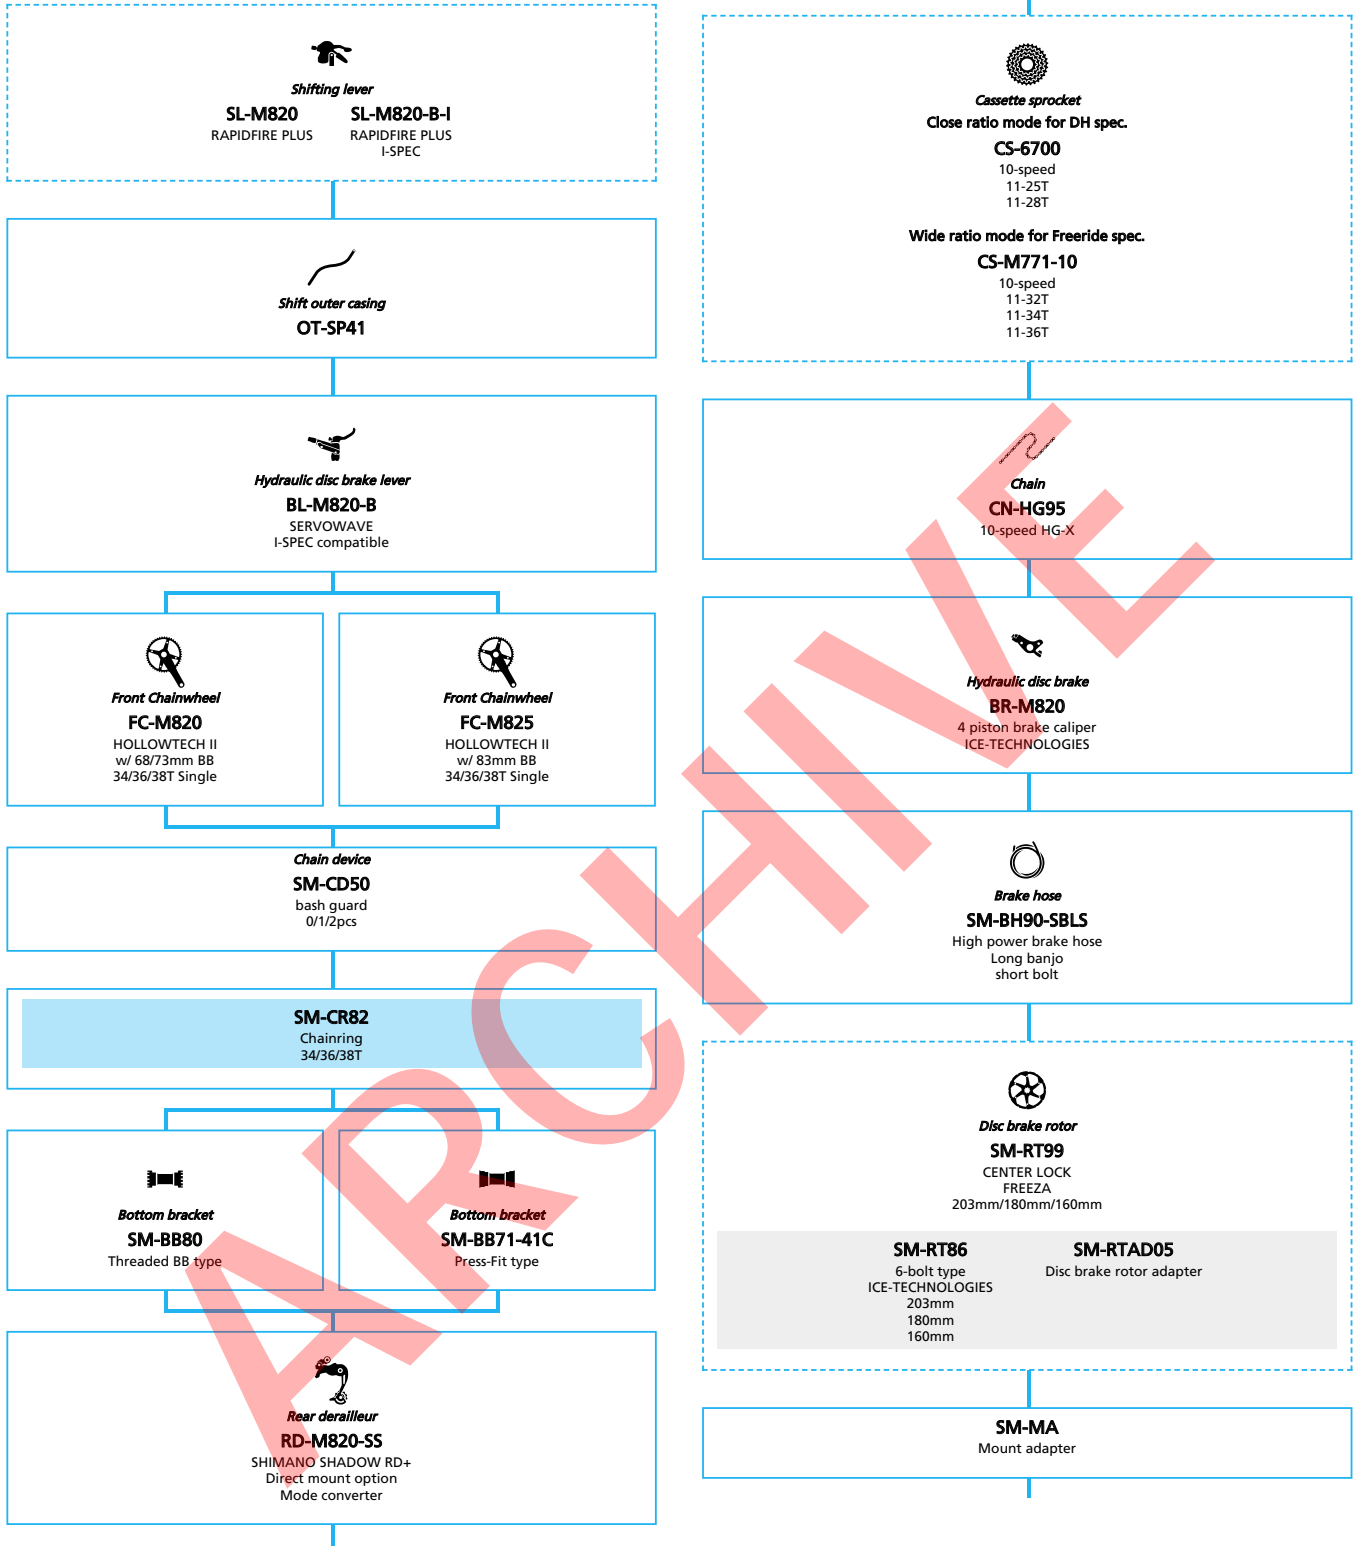 Shifting lever
SL-M820
RAPIDFIRE PLUS
SL-M820-B-I
RAPIDFIRE PLUS
I-SPEC
Shift outer casing
OT-SP41
Hydraulic disc brake lever
BL-M820-B
SERVOWAVE
I-SPEC compatible
Front Chainwheel
FC-M820
HOLLOWTECH II
w/ 68/73mm BB
34/36/38T Single
Front Chainwheel
FC-M825
HOLLOWTECH II
w/ 83mm BB
34/36/38T Single
Chain device
SM-CD50
bash guard
0/1/2pcs
SM-CR82
Chainring
34/36/38T
Bottom bracket
SM-BB80
Threaded BB type
Bottom bracket
SM-BB71-41C
Press-Fit type
Rear derailleur
RD-M820-SS
SHIMANO SHADOW RD+
Direct mount option
Mode converter
Cassette sprocket
Close ratio mode for DH spec.
CS-6700
10-speed
11-25T
11-28T
Wide ratio mode for Freeride spec.
CS-M771-10
10-speed
11-32T
11-34T
11-36T
Chain
CN-HG95
10-speed HG-X
Hydraulic disc brake
BR-M820
4 piston brake caliper
ICE-TECHNOLOGIES
Brake hose
SM-BH90-SBLS
High power brake hose
Long banjo
short bolt
Disc brake rotor
SM-RT99
CENTER LOCK
FREEZA
203mm/180mm/160mm
SM-RT86
6-bolt type
ICE-TECHNOLOGIES
203mm
180mm
160mm
SM-RTAD05
Disc brake rotor adapter
SM-MA
Mount adapter
ARCHIVE